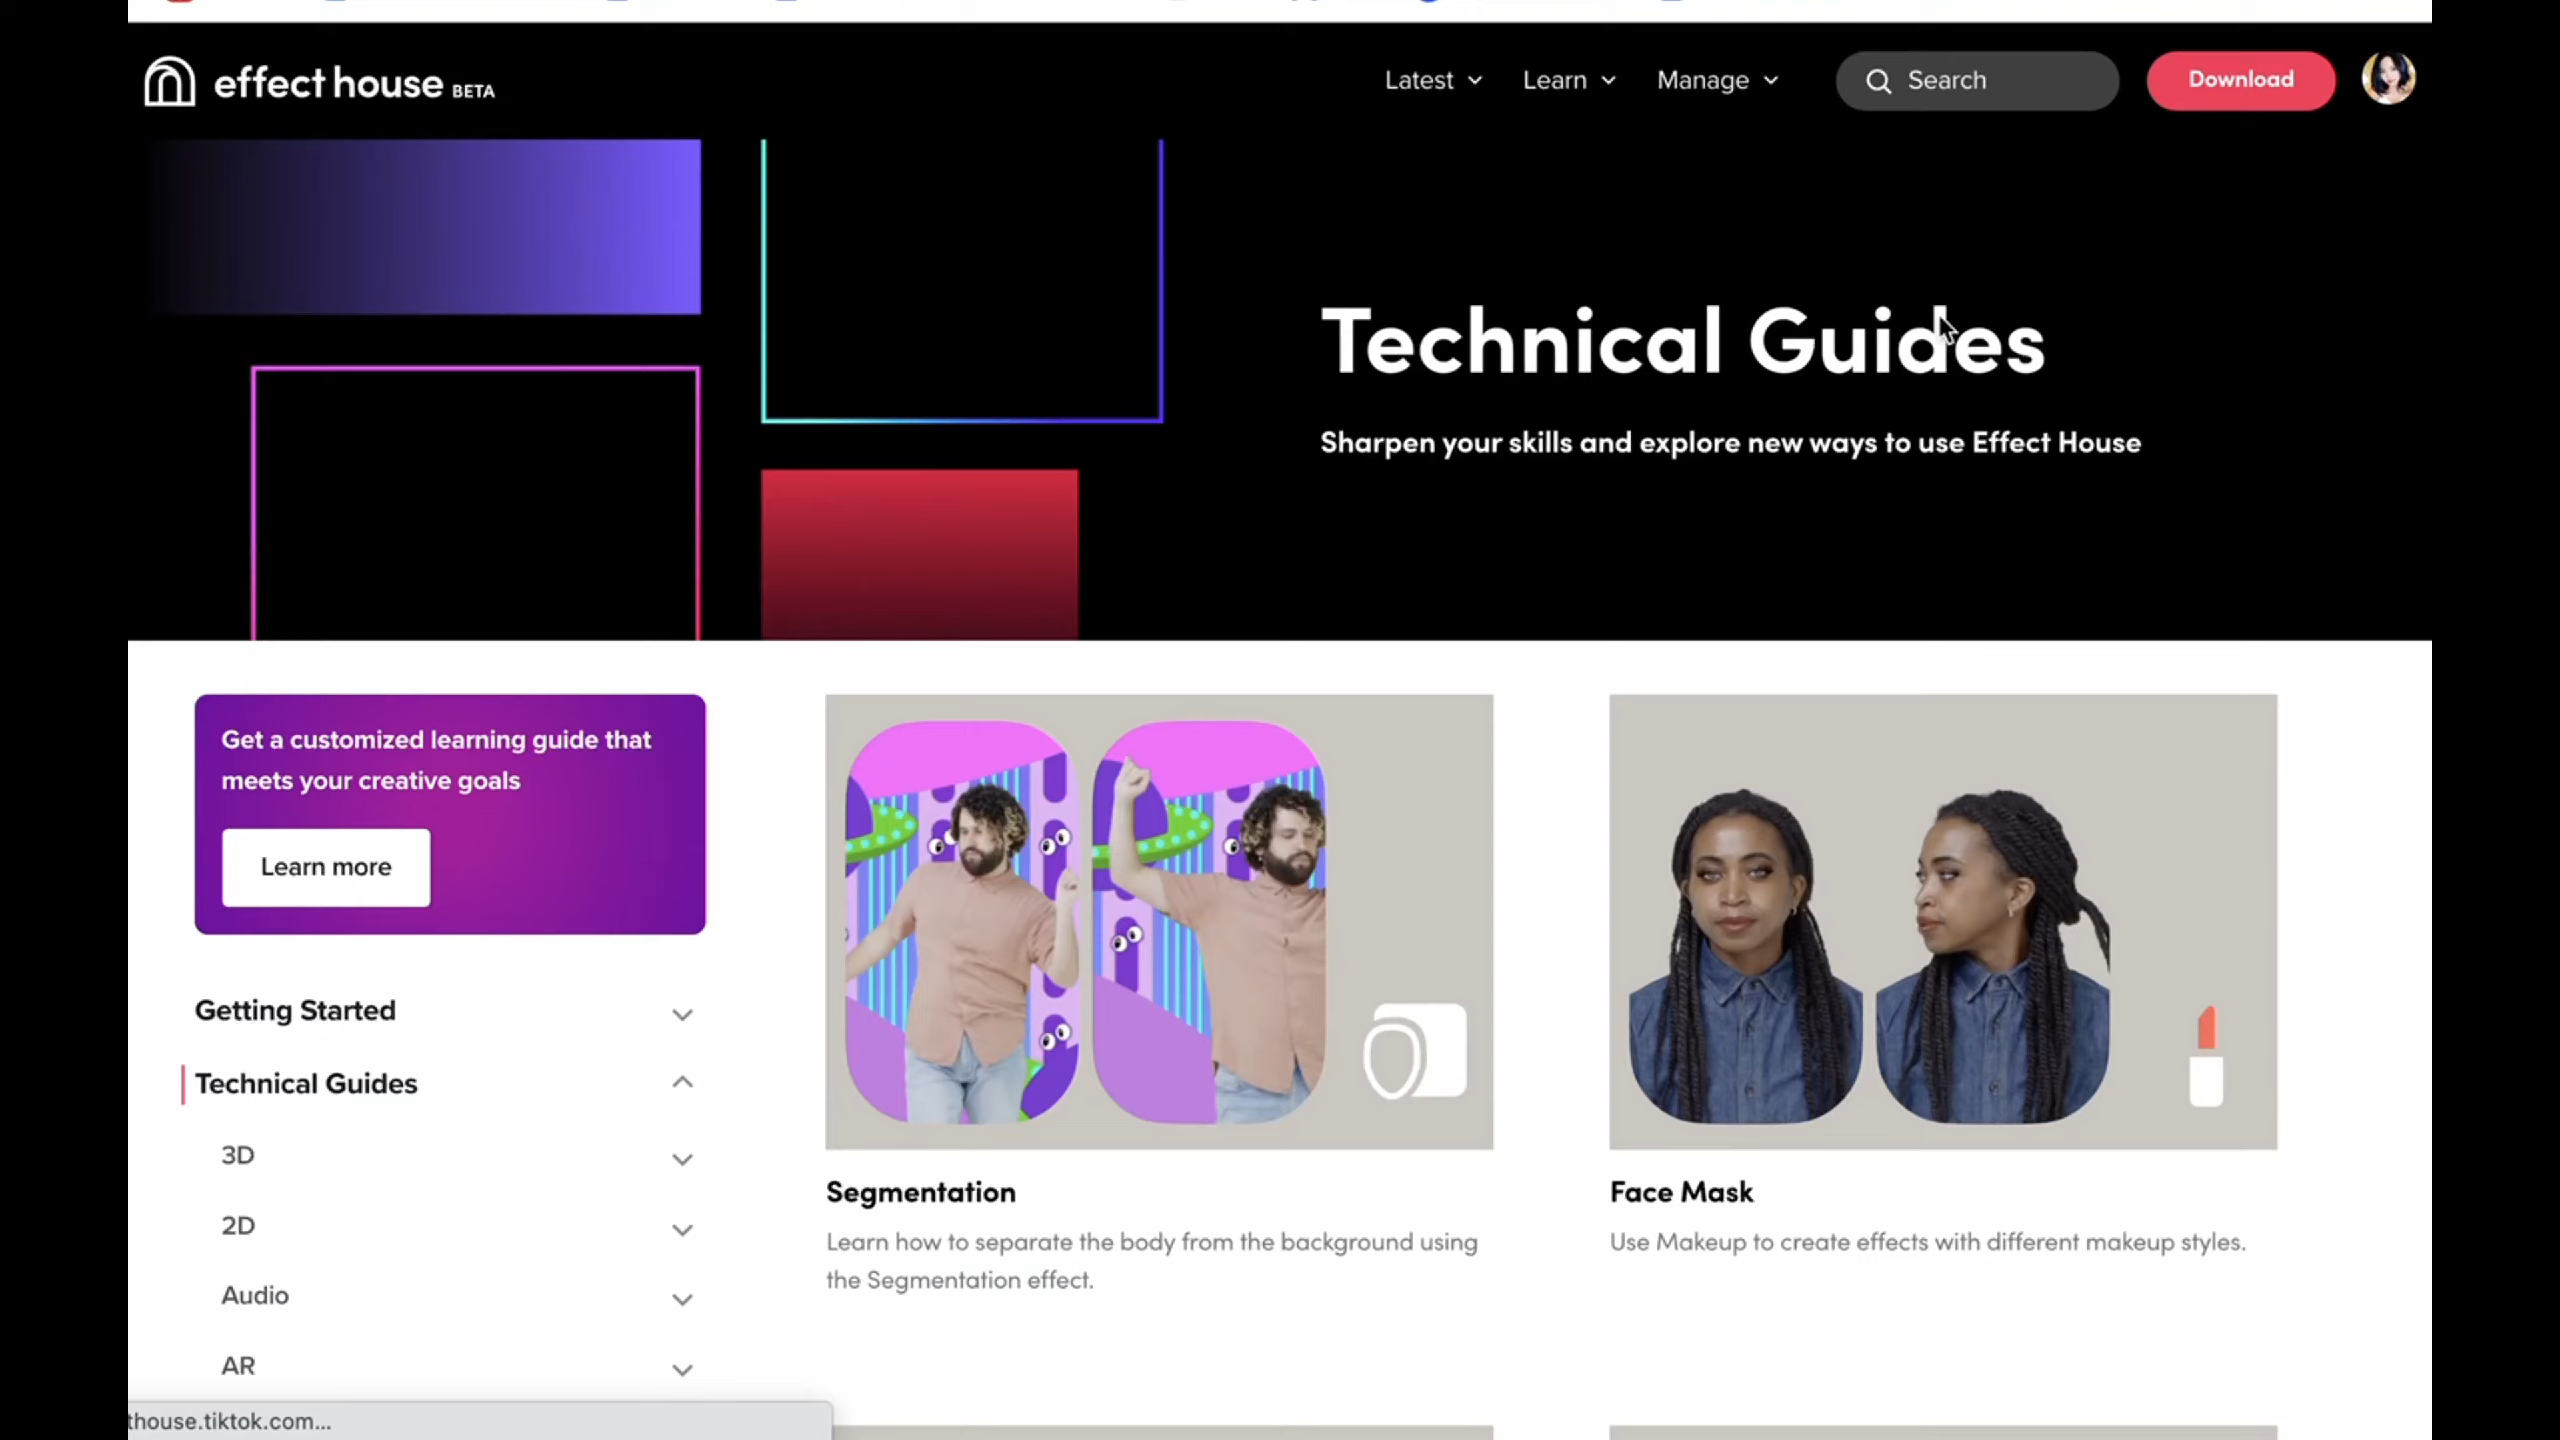 effect house BETA
Latest
Learn
Manage
Search
Download
Technical Guides
Sharpen your skills and explore new ways to use Effect House
Get a customized learning guide that
meets your creative goals
Learn more
Getting Started
Technical Guides
3D
2D
Audio
AR
Segmentation
Learn how to separate the body from the background using
the Segmentation effect.
Face Mask
Use Makeup to create effects with different makeup styles.
thouse.tiktok.com...